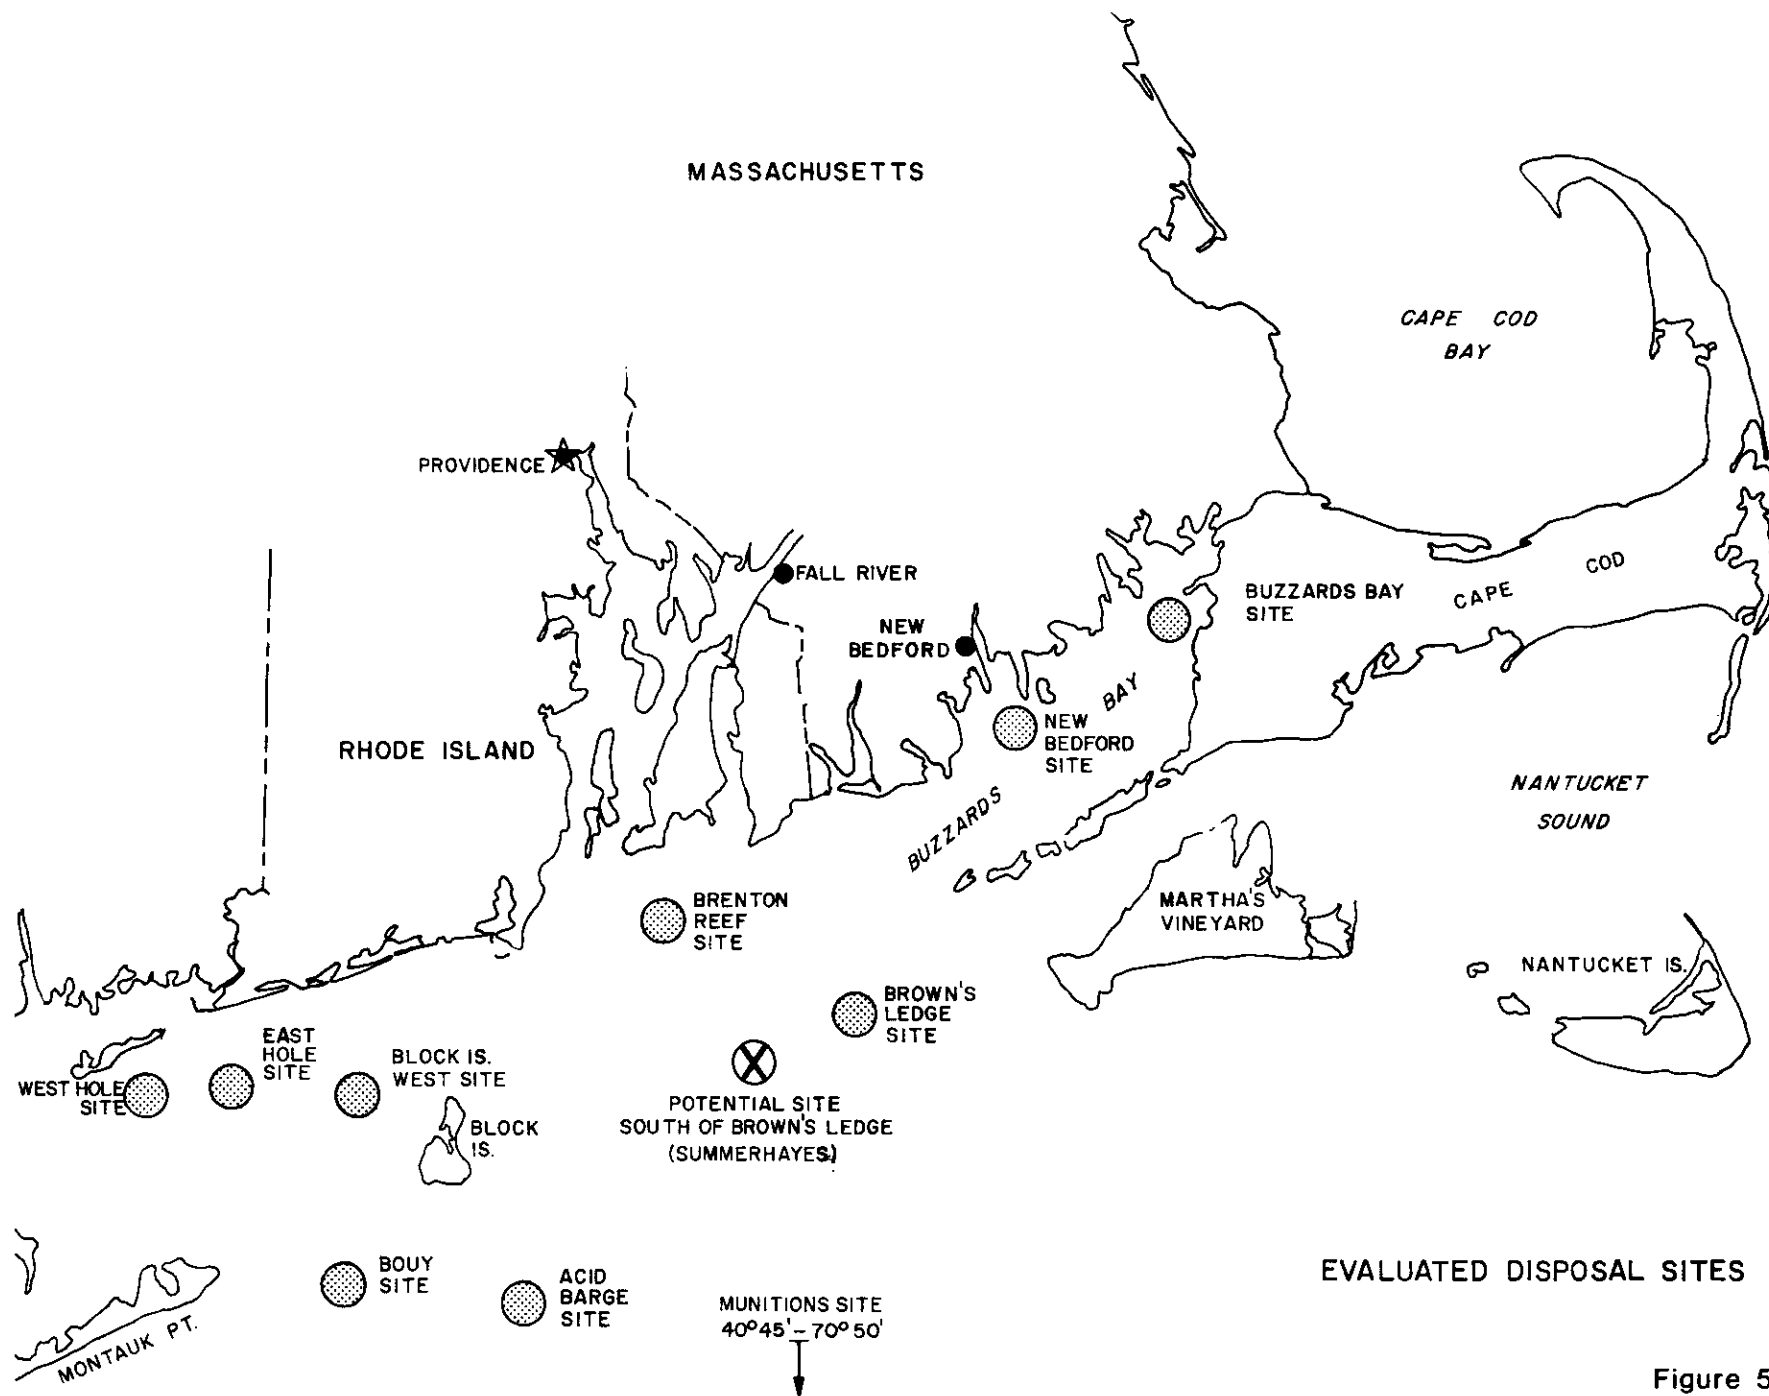 MASSACHUSETTS
CAPE COD
BAY
PROVIDENCE
FALL RIVER
NEW
BEDFORD
BUZZARDS BAY
SITE
CAPE COD
BUZZARDS BAY
NEW
BEDFORD
SITE
RHODE ISLAND
NANTUCKET
SOUND
BRENTON
REEF
SITE
MARTHA'S
VINEYARD
NANTUCKET IS.
BROWN'S
LEDGE
SITE
EAST
HOLE
SITE
BLOCK IS.
WEST SITE
WEST HOLE
SITE
BLOCK
IS.
POTENTIAL SITE
SOUTH OF BROWN'S LEDGE
(SUMMERHAYES)
BOUY
SITE
ACID
BARGE
SITE
MUNITIONS SITE
40°45'-70°50'
MONTAUK PT.
EVALUATED DISPOSAL SITES
Figure 5